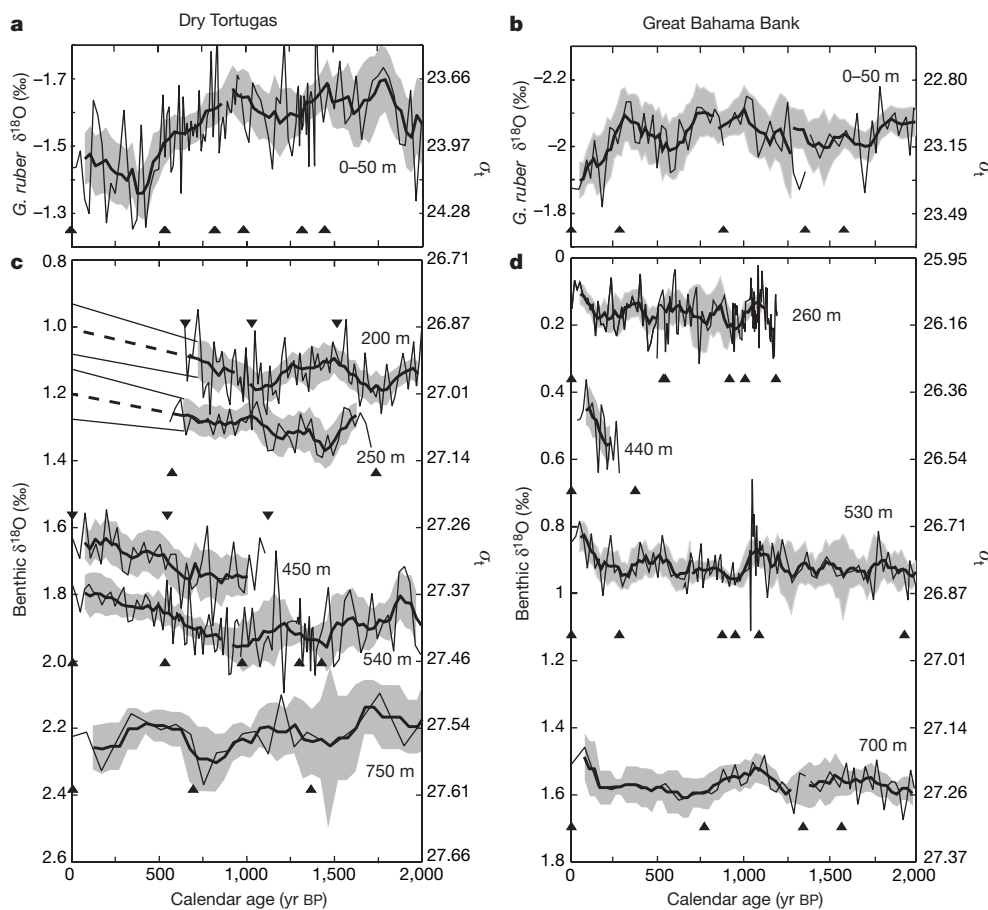 a
Dry Tortugas
G. ruber δ18O (‰)
–1.7
–1.5
–1.3
0–50 m
23.66
23.97
24.28
σt
b
Great Bahama Bank
G. ruber δ18O (‰)
–2.2
–2
–1.8
0–50 m
22.80
23.15
23.49
σt
c
Benthic δ18O (‰)
0.8
1.0
1.2
1.4
1.6
1.8
2.0
2.2
2.4
2.6
200 m
250 m
450 m
540 m
750 m
26.71
26.87
27.01
27.14
27.26
27.37
27.46
27.54
27.61
27.66
σt
0
500
1,000
1,500
2,000
Calendar age (yr BP)
d
Benthic δ18O (‰)
0
0.2
0.4
0.6
0.8
1
1.2
1.4
1.6
1.8
260 m
440 m
530 m
700 m
25.95
26.16
26.36
26.54
26.71
26.87
27.01
27.14
27.26
27.37
σt
0
500
1,000
1,500
2,000
Calendar age (yr BP)